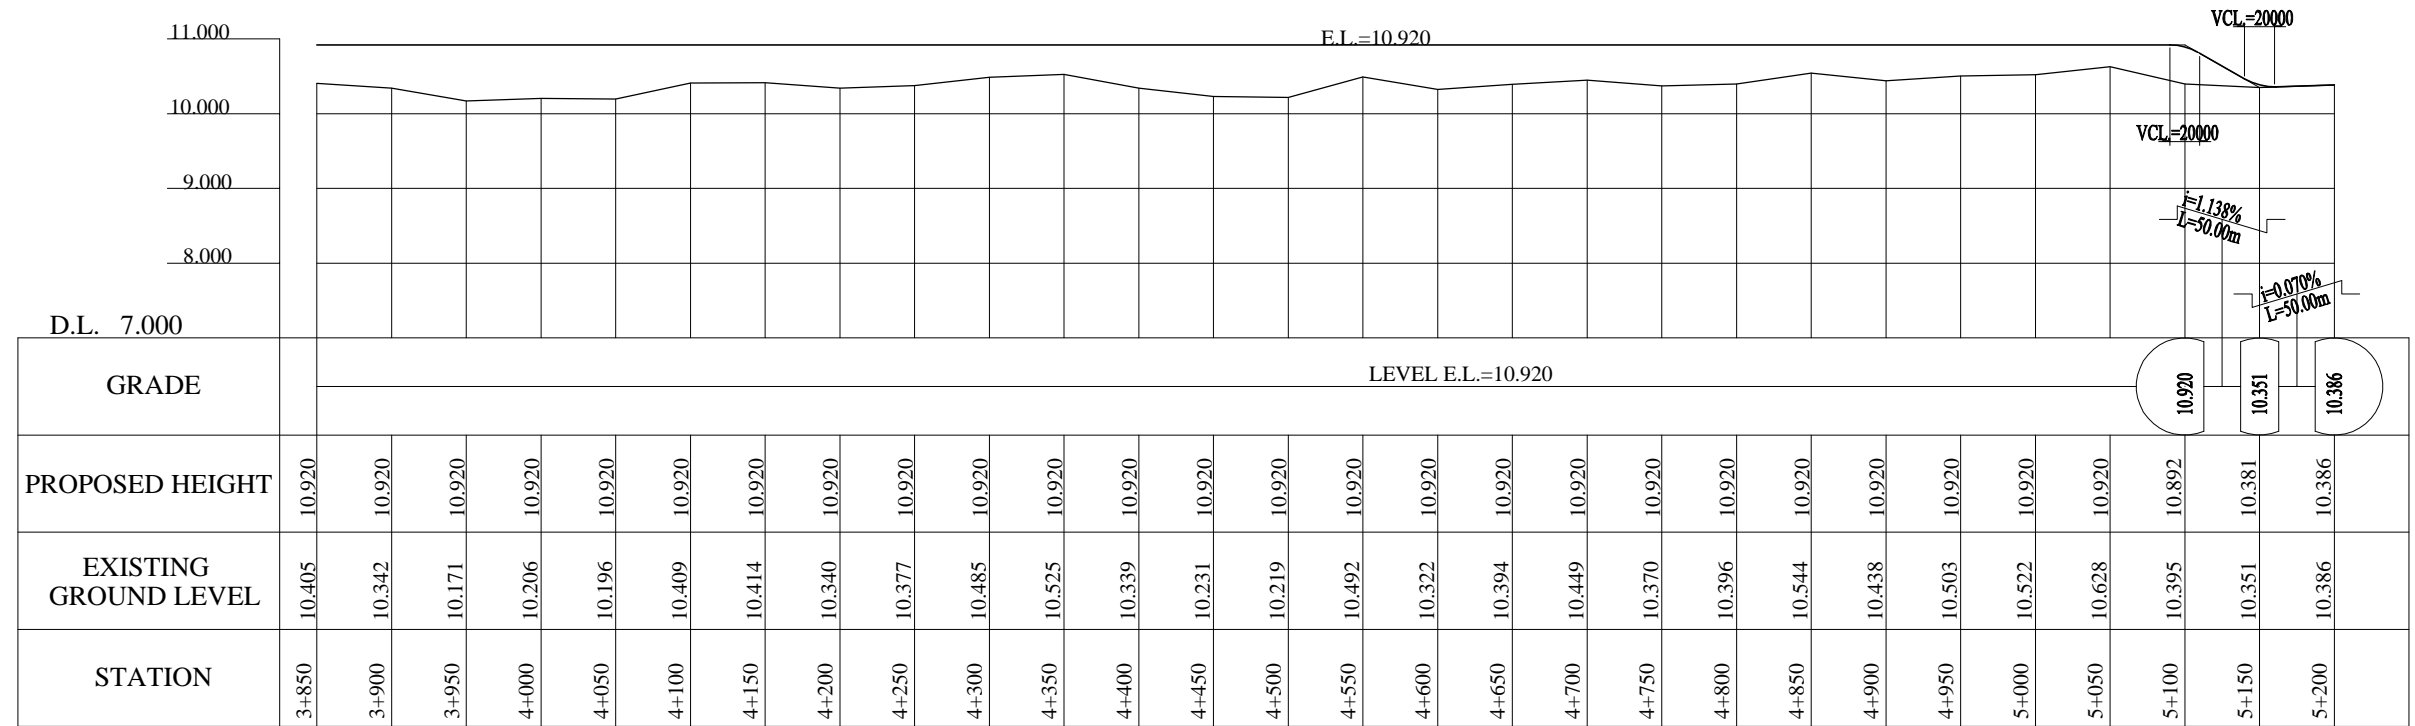 VCL.=20000
11.000
E.L.=10.920
10.000
VCL.=20000
9.000
i=1.138%
L=50.00m
8.000
i=0.070%
L=50.00m
D.L. 7.000
GRADE
LEVEL E.L.=10.920
10.920 10.351 10.386
PROPOSED HEIGHT 10.920 10.920 10.920 10.920 10.920 10.920 10.920 10.920 10.920 10.920 10.920 10.920 10.920 10.920 10.920 10.920 10.920 10.920 10.920 10.920 10.920 10.920 10.920 10.920 10.920 10.892 10.381 10.386
EXISTING
GROUND LEVEL 10.405 10.342 10.171 10.206 10.196 10.409 10.414 10.340 10.377 10.485 10.525 10.339 10.231 10.219 10.492 10.322 10.394 10.449 10.370 10.396 10.544 10.438 10.503 10.522 10.628 10.395 10.351 10.386
STATION 3+850 3+900 3+950 4+000 4+050 4+100 4+150 4+200 4+250 4+300 4+350 4+400 4+450 4+500 4+550 4+600 4+650 4+700 4+750 4+800 4+850 4+900 4+950 5+000 5+050 5+100 5+150 5+200